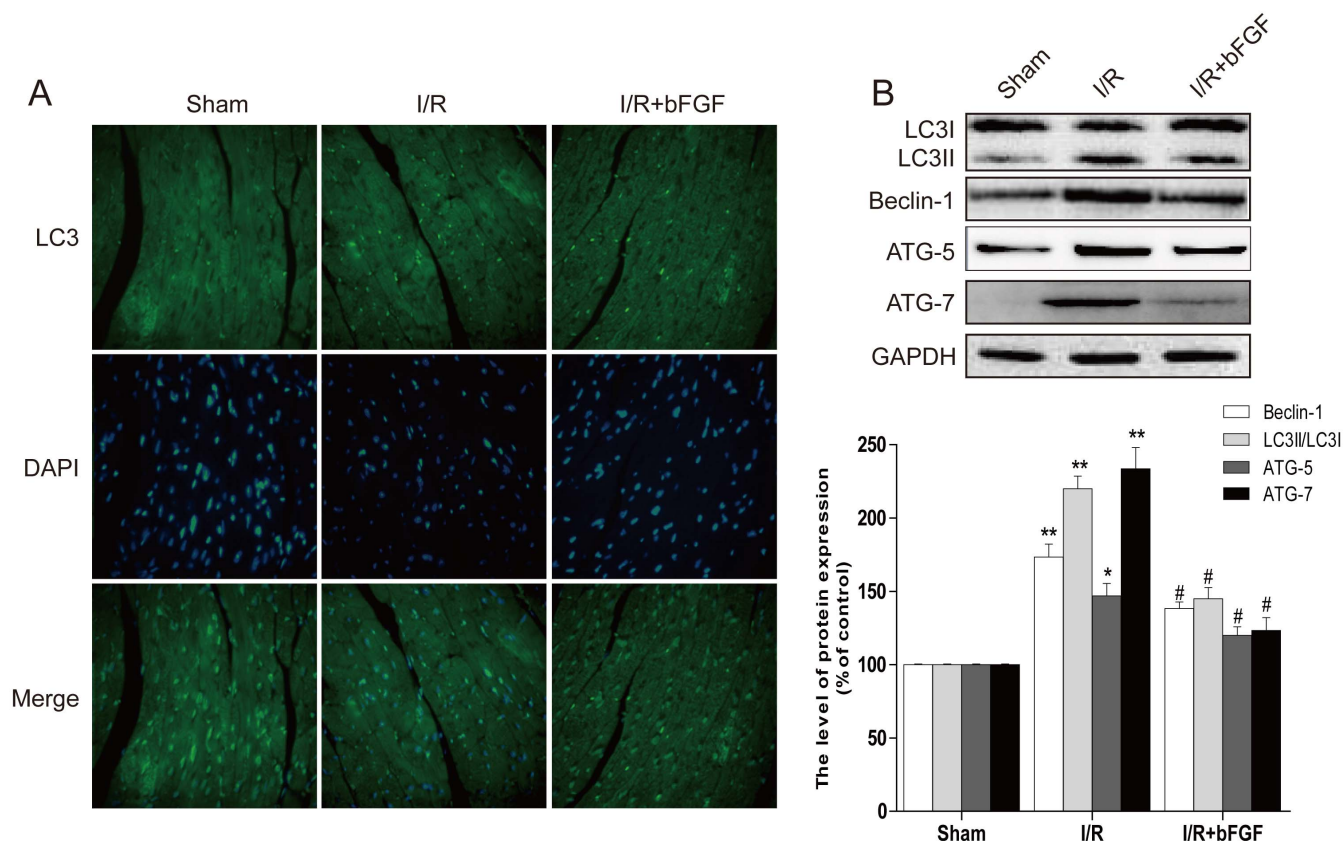 A
Sham
I/R
I/R+bFGF
LC3
DAPI
Merge
B
Sham
I/R
I/R+bFGF
LC3I
LC3II
Beclin-1
ATG-5
ATG-7
GAPDH
Beclin-1
LC3II/LC3I
ATG-5
ATG-7
The level of protein expression
(% of control)
250
200
150
100
50
0
** ** * **
# # # #
Sham
I/R
I/R+bFGF